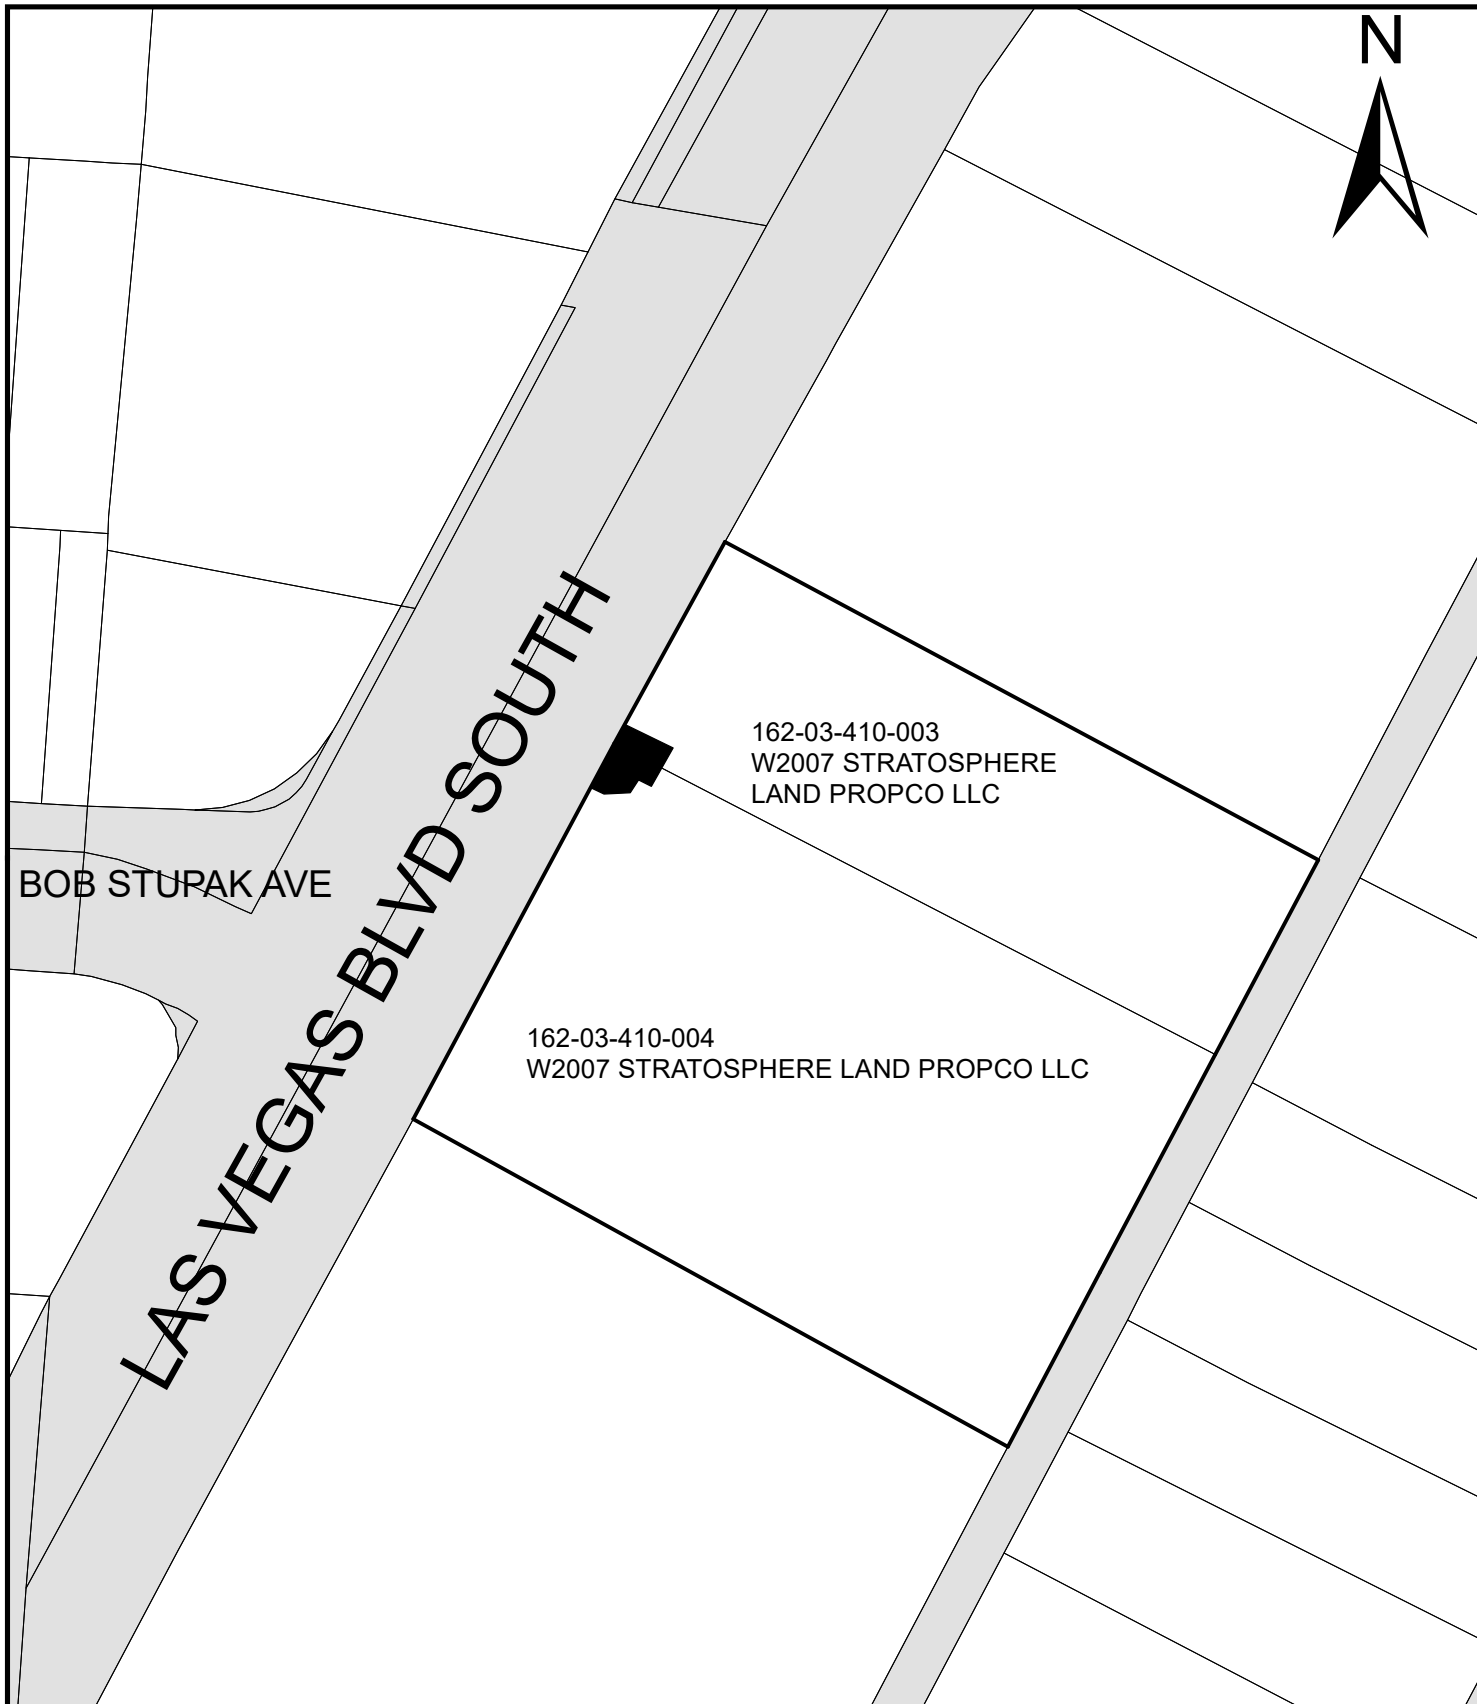 N
LAS VEGAS BLVD SOUTH
162-03-410-003
W2007 STRATOSPHERE
LAND PROPCO LLC
BOB STUPAK AVE
162-03-410-004
W2007 STRATOSPHERE LAND PROPCO LLC